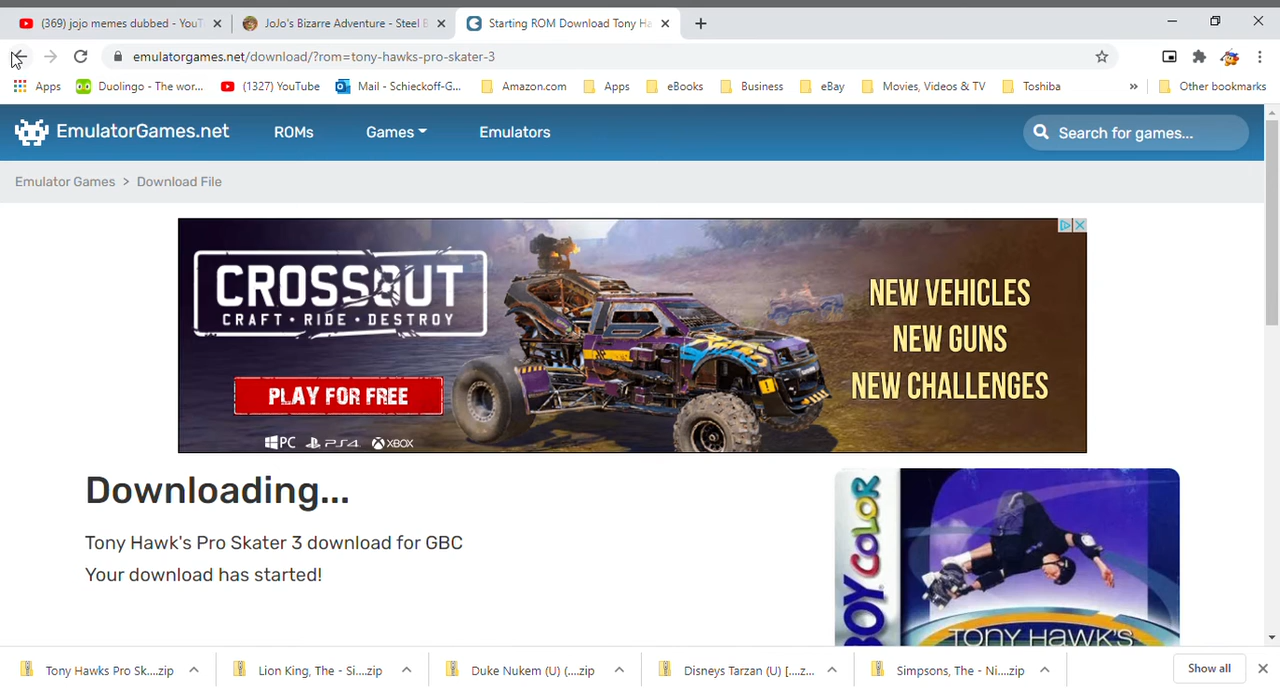 (369) jojo memes dubbed - YouT
JoJo's Bizarre Adventure - Steel B
Starting ROM Download Tony Ha
emulatorgames.net/download/?rom=tony-hawks-pro-skater-3
Apps
Duolingo - The wor...
(1327) YouTube
Mail - Schieckoff-G...
Amazon.com
Apps
eBooks
Business
eBay
Movies, Videos & TV
Toshiba
»
Other bookmarks
EmulatorGames.net
ROMs
Games
Emulators
Search for games...
Emulator Games > Download File
CROSSOUT
CRAFT • RIDE • DESTROY
PLAY FOR FREE
PC PS4 XBOX
NEW VEHICLES
NEW GUNS
NEW CHALLENGES
Downloading...
Tony Hawk's Pro Skater 3 download for GBC
Your download has started!
BOY COLOR
TONY HAWK'S
Tony Hawks Pro Sk....zip
Lion King, The - Si....zip
Duke Nukem (U) (....zip
Disneys Tarzan (U) [....z...
Simpsons, The - Ni....zip
Show all